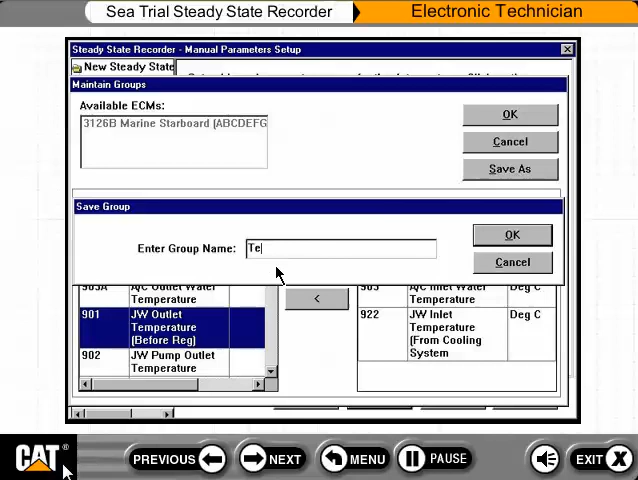 Sea Trial Steady State Recorder
Electronic Technician
Steady State Recorder - Manual Parameters Setup
New Steady State
Maintain Groups
Available ECMs:
3126B Marine Starboard (ABCDEFG
OK
Cancel
Save As
Save Group
Enter Group Name:
Te
OK
Cancel
903A
A/C Outlet Water
Temperature
901
JW Outlet
Temperature
(Before Reg)
902
JW Pump Outlet
Temperature
<
903
A/C Inlet Water
Temperature
Deg C
922
JW Inlet
Temperature
(From Cooling
System
Deg C
CAT®
PREVIOUS
NEXT
MENU
PAUSE
EXIT